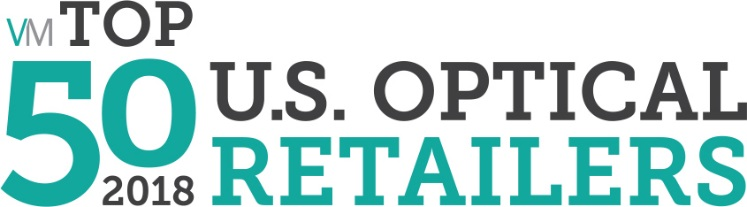 VM TOP
50 U.S. OPTICAL
2018 RETAILERS